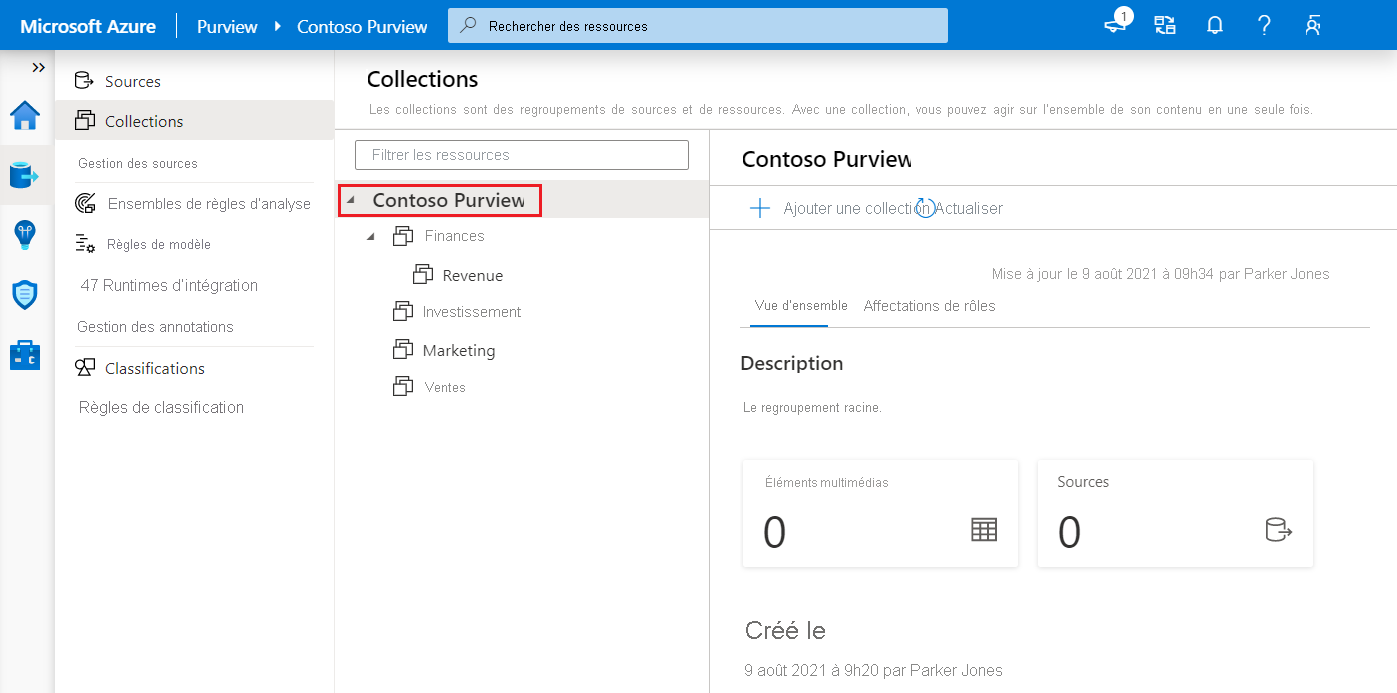 Microsoft Azure Purview Contoso Purview Rechercher des ressources 1
Sources
Collections
Gestion des sources
Ensembles de règles d'analyse
Règles de modèle
47 Runtimes d'intégration
Gestion des annotations
Classifications
Règles de classification
Collections
Les collections sont des regroupements de sources et de ressources. Avec une collection, vous pouvez agir sur l'ensemble de son contenu en une seule fois.
Filtrer les ressources
Contoso Purview
Finances
Revenue
Investissement
Marketing
Ventes
Contoso Purview
Ajouter une collection Actualiser
Mise à jour le 9 août 2021 à 09h34 par Parker Jones
Vue d'ensemble Affectations de rôles
Description
Le regroupement racine.
Éléments multimédias
0
Sources
0
Créé le
9 août 2021 à 9h20 par Parker Jones